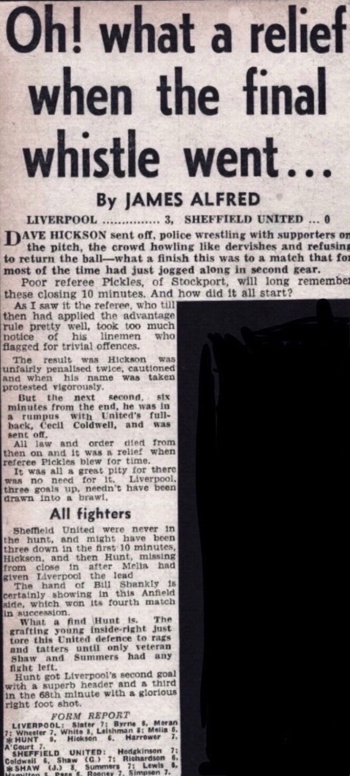 Oh! what a relief
when the final
whistle went...
By JAMES ALFRED
LIVERPOOL ............... 3, SHEFFIELD UNITED ... 0
DAVE HICKSON sent off, police wrestling with supporters on
the pitch, the crowd howling like dervishes and refusing
to return the ball—what a finish this was to a match that for
most of the time had just jogged along in second gear.
Poor referee Pickles, of Stockport, will long remember
these closing 10 minutes. And how did it all start?
As I saw it the referee, who till
then had applied the advantage
rule pretty well, took too much
notice of his linemen who
flagged for trivial offences.
The result was Hickson was
unfairly penalised twice, cautioned
and when his name was taken
protested vigorously.
But the next second, six
minutes from the end, he was in
a rumpus with United's full-
back, Cecil Coldwell, and was
sent off.
All law and order died from
then on and it was a relief when
referee Pickles blew for time.
It was all a great pity for there
was no need for it. Liverpool,
three goals up, needn't have been
drawn into a brawl.
All fighters
Sheffield United were never in
the hunt, and might have been
three down in the first 10 minutes,
Hickson, and then Hunt, missing
from close in after Melia had
given Liverpool the lead
The hand of Bill Shankly is
certainly showing in this Anfield
side, which won its fourth match
in succession.
What a find Hunt is. The
grafting young inside-right just
tore this United defence to rags
and tatters until only veteran
Shaw and Summers had any
fight left.
Hunt got Liverpool's second goal
with a superb header and a third
in the 68th minute with a glorious
right foot shot.
FORM REPORT
LIVERPOOL: Slater 7; Byrne 6, Moran
7; Wheeler 7, White 8, Leishman 8; Melia 8,
★HUNT 9, Hickson 6, Harrower 7,
A'Court 7.
SHEFFIELD UNITED: Hodgkinson 7;
Coldwell 6, Shaw (G.) 7; Richardson 6,
★SHAW (J.) 8, Summers 7; Lewis 6,
Hamilton 5, Pace 6, Rooney 7, Simpson 7.